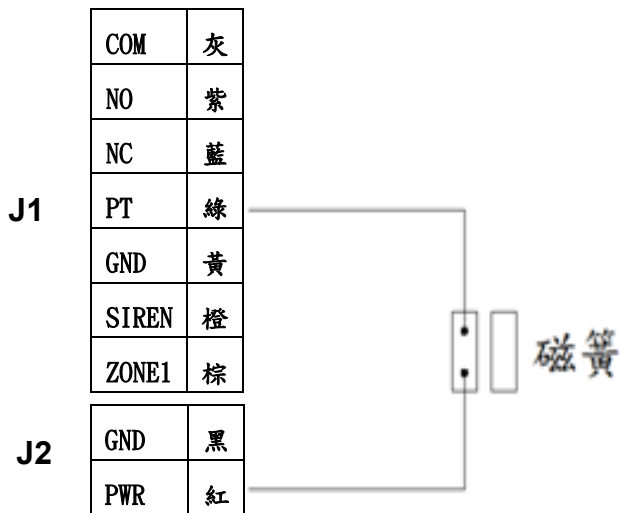 J1
COM 灰
NO 紫
NC 藍
PT 綠
GND 黃
SIREN 橙
ZONE1 棕
J2
GND 黑
PWR 紅
磁簧